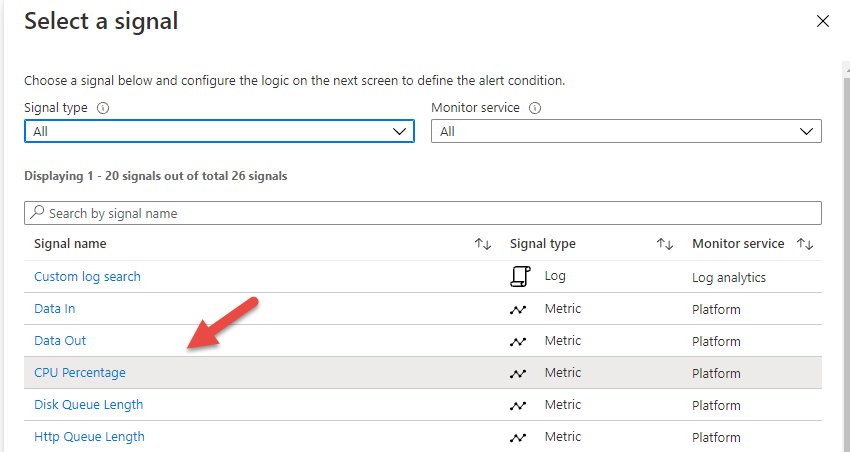 Select a signal
Choose a signal below and configure the logic on the next screen to define the alert condition.
Signal type Monitor service
All All
Displaying 1 - 20 signals out of total 26 signals
Search by signal name
Signal name Signal type Monitor service
Custom log search Log Log analytics
Data In Metric Platform
Data Out Metric Platform
CPU Percentage Metric Platform
Disk Queue Length Metric Platform
Http Queue Length Metric Platform